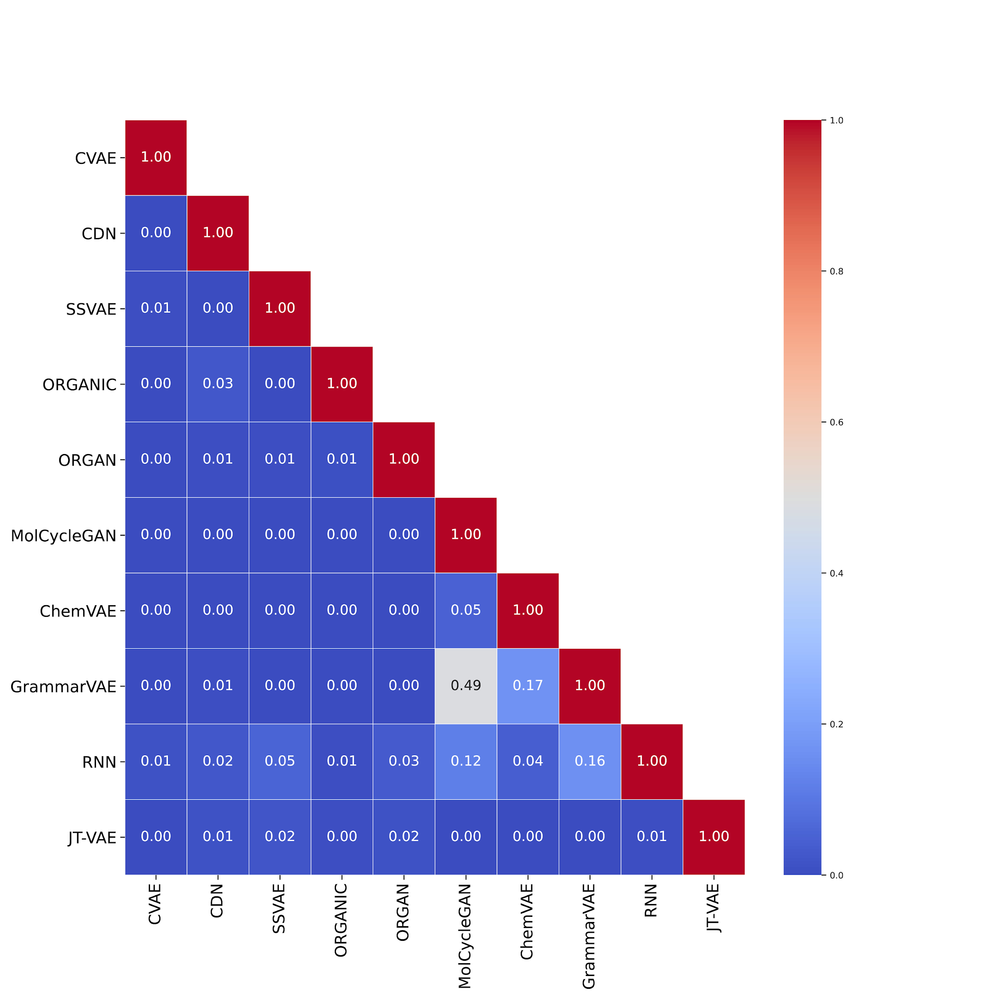 1.0
CVAE 1.00
CDN 0.00 1.00
0.8
SSVAE 0.01 0.00 1.00
ORGANIC 0.00 0.03 0.00 1.00
0.6
ORGAN 0.00 0.01 0.01 0.01 1.00
MolCycleGAN 0.00 0.00 0.00 0.00 0.00 1.00
0.4
ChemVAE 0.00 0.00 0.00 0.00 0.00 0.05 1.00
GrammarVAE 0.00 0.01 0.00 0.00 0.00 0.49 0.17 1.00
0.2
RNN 0.01 0.02 0.05 0.01 0.03 0.12 0.04 0.16 1.00
JT-VAE 0.00 0.01 0.02 0.00 0.02 0.00 0.00 0.00 0.01 1.00
0.0
CVAE
CDN
SSVAE
ORGANIC
ORGAN
MolCycleGAN
ChemVAE
GrammarVAE
RNN
JT-VAE